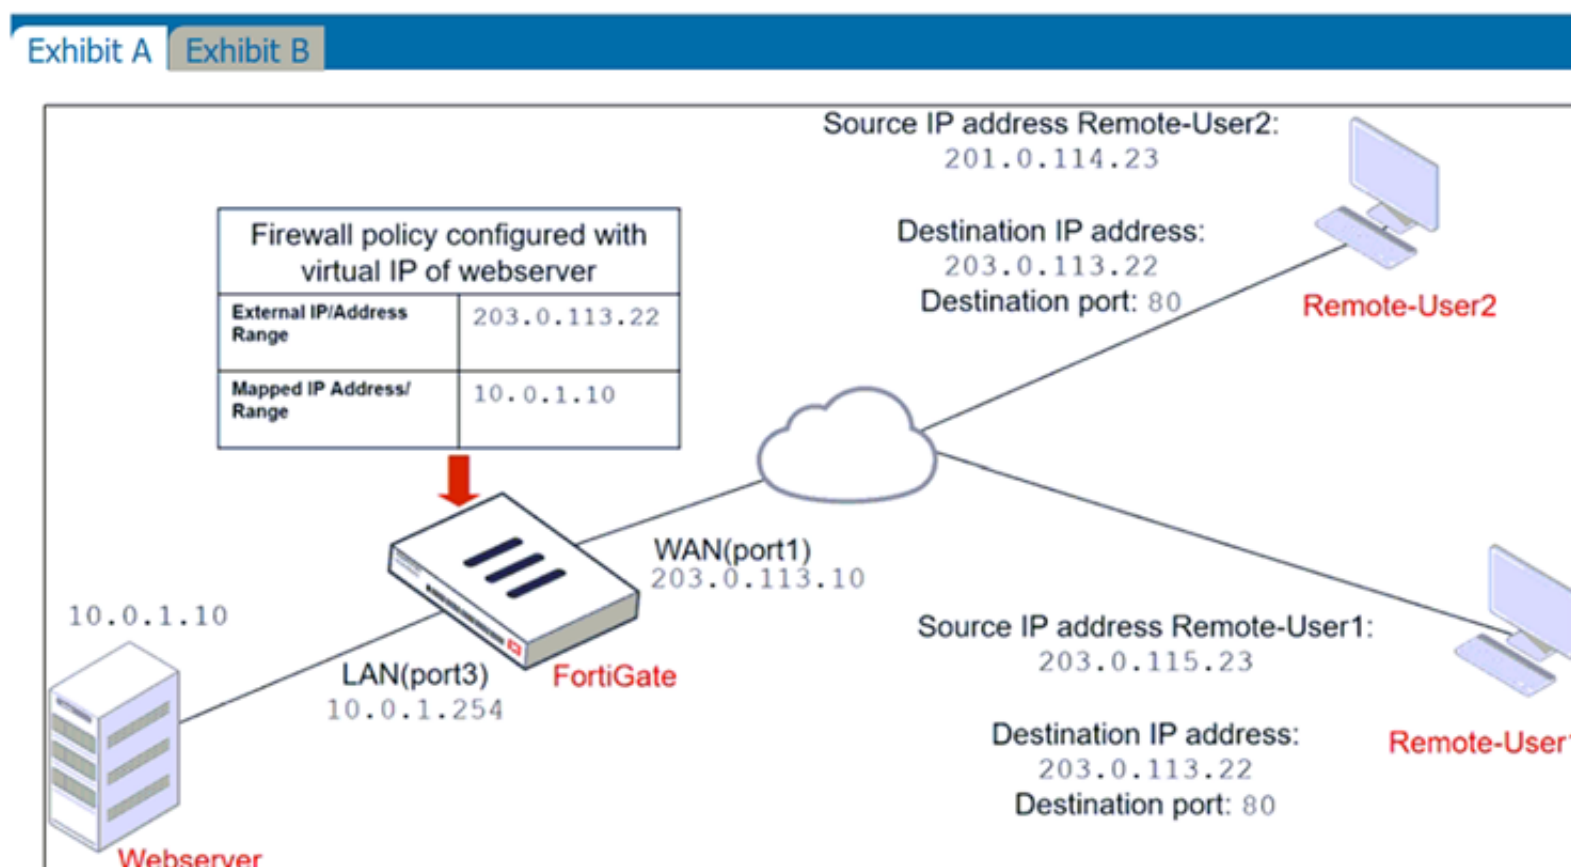 Exhibit A
Exhibit B
Source IP address Remote-User2:
201.0.114.23
Destination IP address:
203.0.113.22
Destination port: 80
Remote-User2
Firewall policy configured with
virtual IP of webserver
External IP/Address
Range
203.0.113.22
Mapped IP Address/
Range
10.0.1.10
WAN(port1)
203.0.113.10
10.0.1.10
LAN(port3)
10.0.1.254
FortiGate
Source IP address Remote-User1:
203.0.115.23
Destination IP address:
203.0.113.22
Destination port: 80
Remote-User1
Webserver